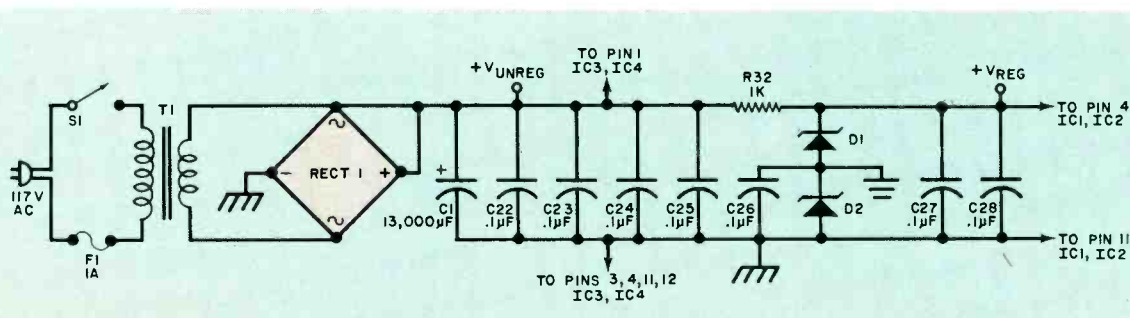 117V
AC
S1
F1
1A
T1
RECT 1
~
~
-
+
+
C1
13,000µF
+VUNREG
C22
.1µF
C23
.1µF
TO PIN 1
IC3, IC4
TO PINS 3, 4, 11, 12
IC3, IC4
C24
.1µF
C25
.1µF
C26
.1µF
R32
1K
D1
D2
C27
.1µF
C28
.1µF
+VREG
TO PIN 4
IC1, IC2
TO PIN 11
IC1, IC2